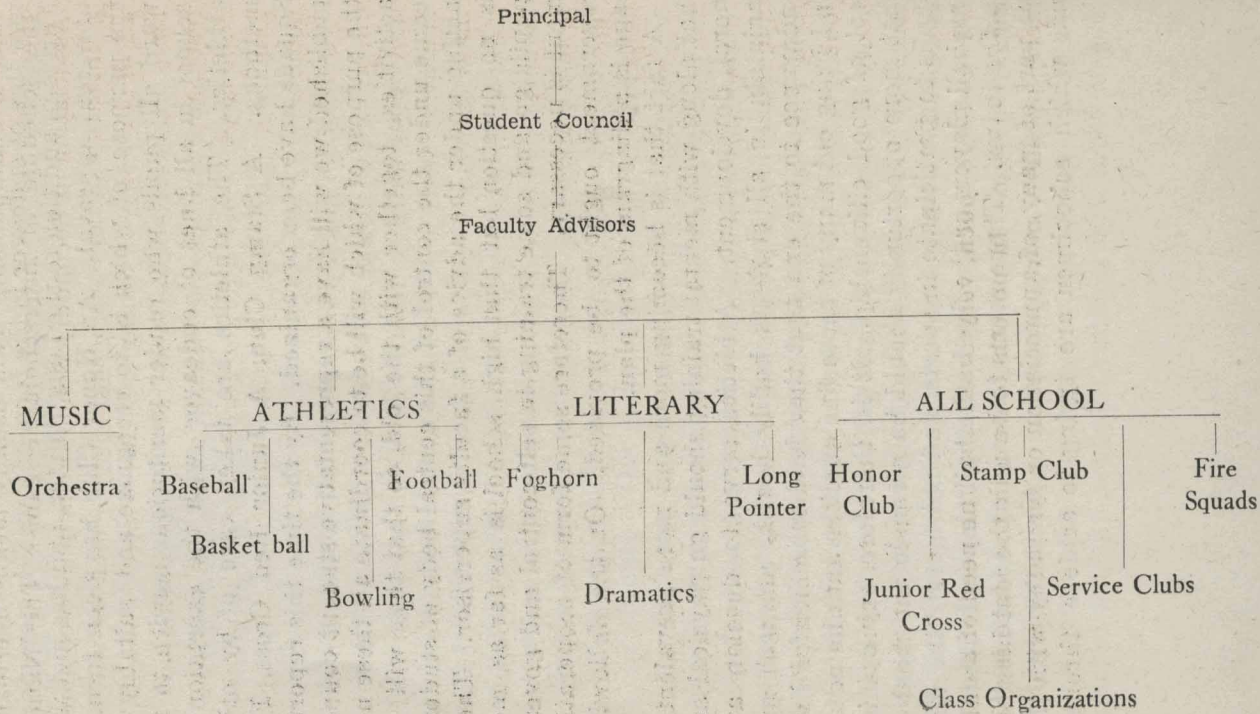 Principal
Student Council
Faculty Advisors
MUSIC
ATHLETICS
LITERARY
ALL SCHOOL
Orchestra
Baseball
Basket ball
Bowling
Football
Foghorn
Dramatics
Long
Pointer
Honor
Club
Junior Red
Cross
Stamp Club
Class Organizations
Service Clubs
Fire
Squads